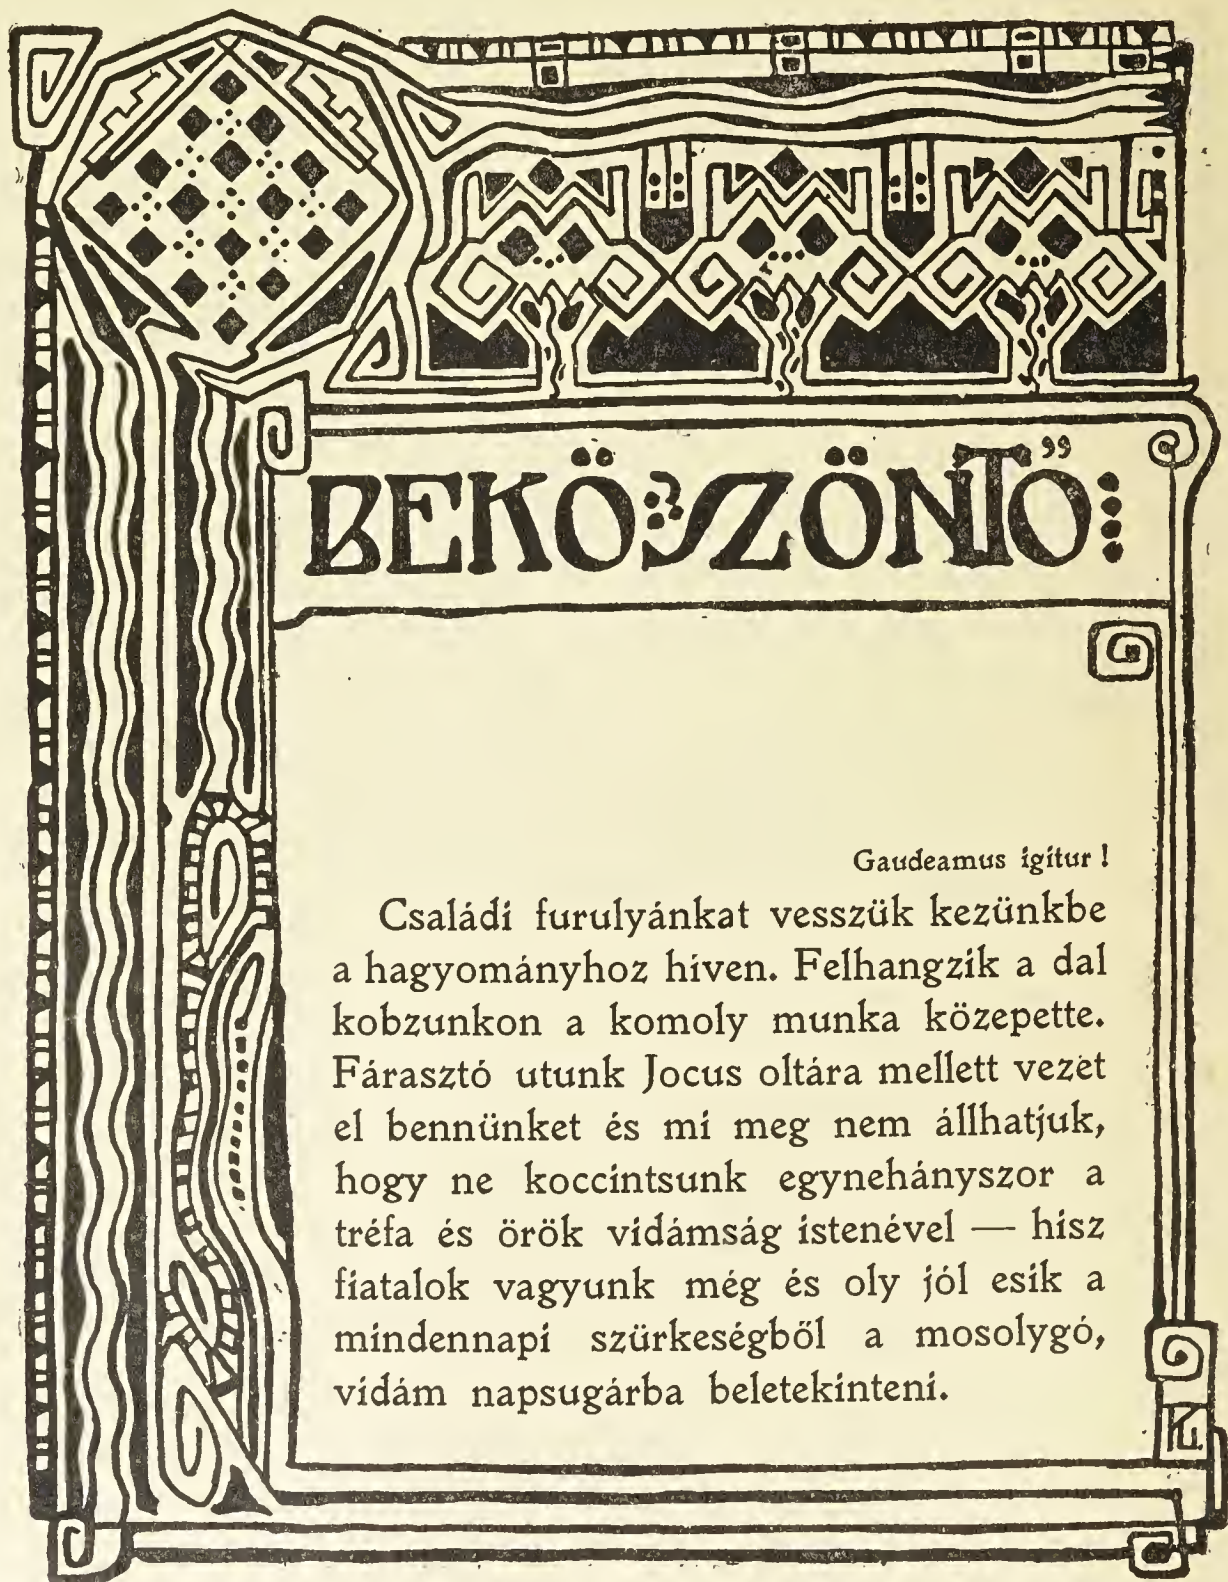 BEKÖSZÖNTŐ
Gaudeamus igitur!
Családi furulyánkat vesszük kezünkbe
a hagyományhoz híven. Felhangzik a dal
kobzunkon a komoly munka közepette.
Fárasztó utunk Jocus oltára mellett vezet
el bennünket és mi meg nem állhatjuk,
hogy ne koccintsunk egynehányszor a
tréfa és örök vidámság istenével — hisz
fiatalok vagyunk még és oly jól esik a
mindennapi szürkeségből a mosolygó,
vidám napsugárba beletekinteni.